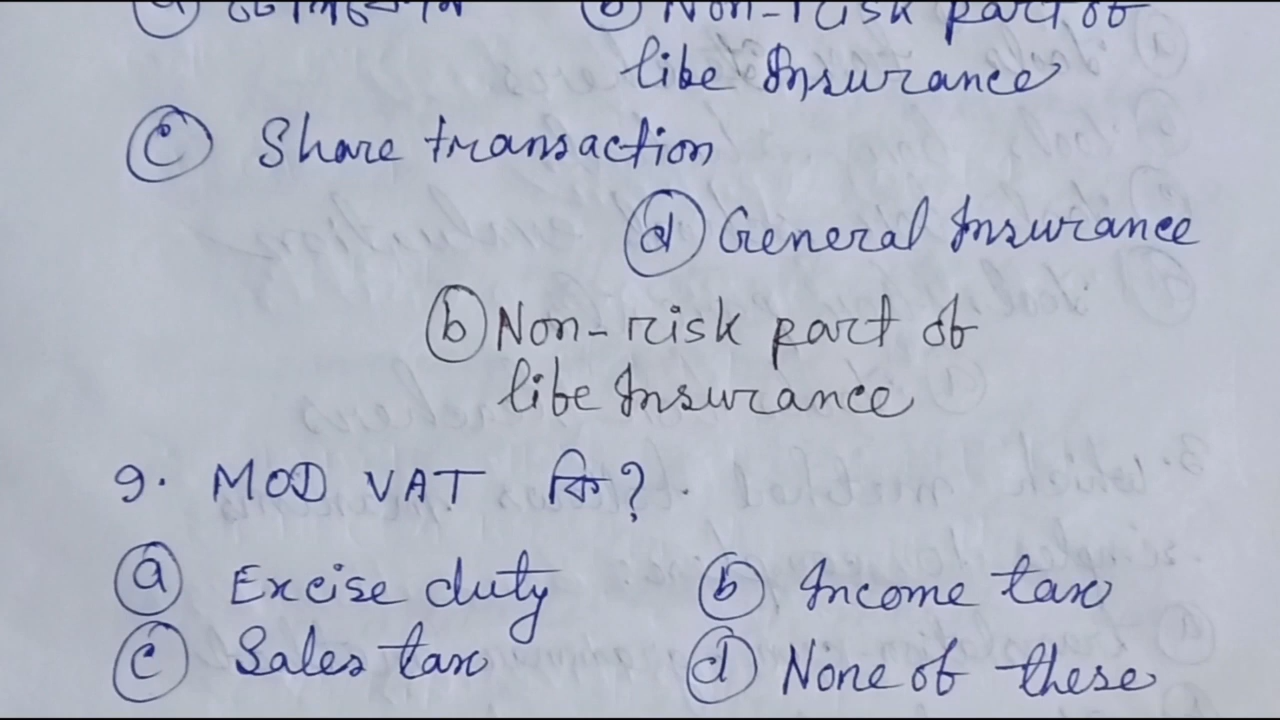 (b) Non-risk part of
life Insurance
(c) Share transaction
(d) General Insurance
(b) Non-risk part of
life Insurance
9. MOD VAT কি?
(a) Excise duty (b) Income tax
(c) Sales tax (d) None of these